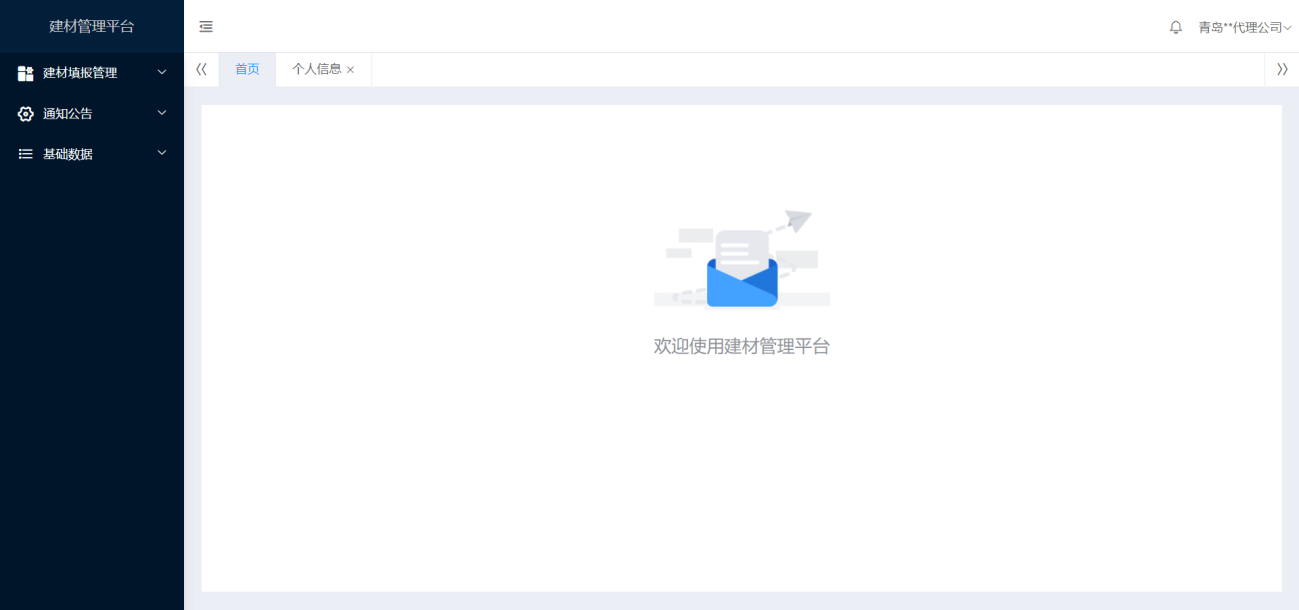 建材管理平台
青岛**代理公司
建材填报管理
通知公告
基础数据
首页
个人信息
欢迎使用建材管理平台